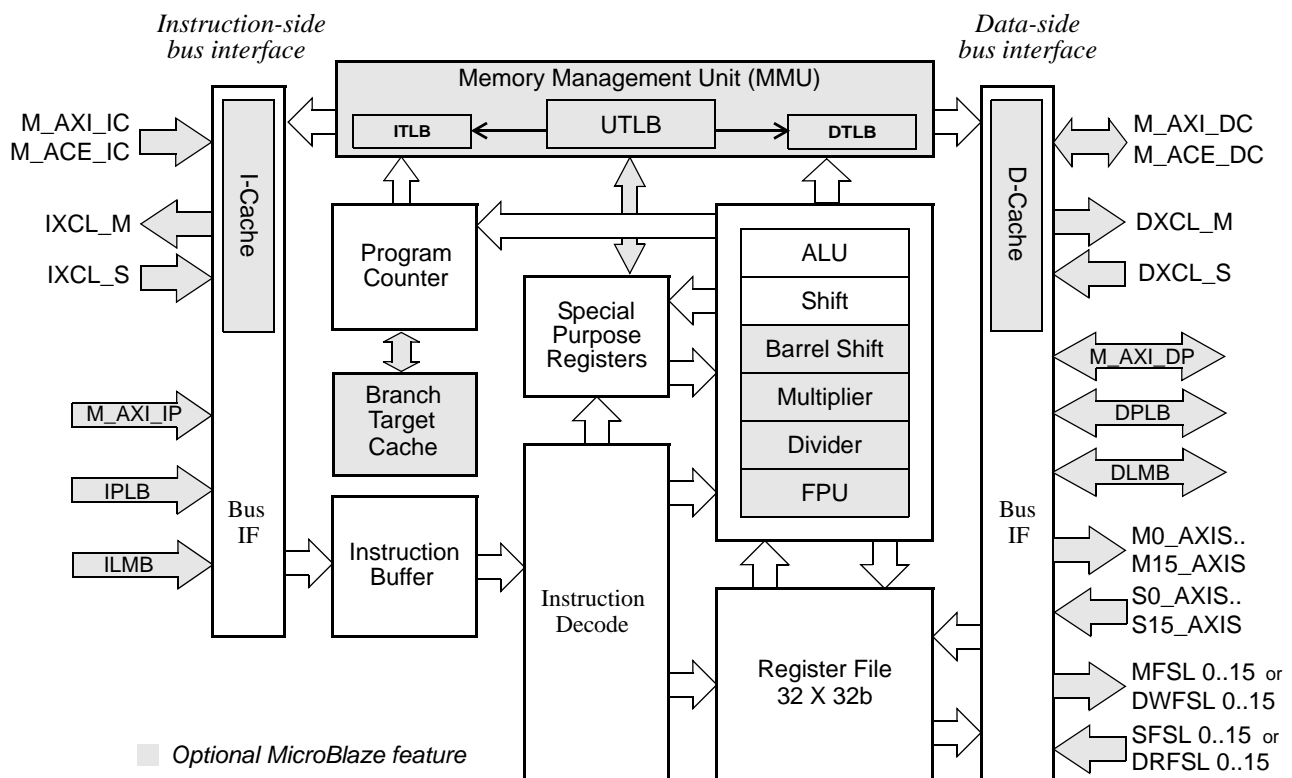 Instruction-side
bus interface
Data-side
bus interface
Memory Management Unit (MMU)
ITLB
UTLB
DTLB
M_AXI_IC
M_ACE_IC
I-Cache
IXCL_M
IXCL_S
M_AXI_IP
IPLB
ILMB
Bus
IF
Program
Counter
Branch
Target
Cache
Instruction
Buffer
Special
Purpose
Registers
Instruction
Decode
ALU
Shift
Barrel Shift
Multiplier
Divider
FPU
Register File
32 X 32b
D-Cache
Bus
IF
M_AXI_DC
M_ACE_DC
DXCL_M
DXCL_S
M_AXI_DP
DPLB
DLMB
M0_AXIS..
M15_AXIS
S0_AXIS..
S15_AXIS
MFSL 0..15 or
DWFSL 0..15
SFSL 0..15 or
DRFSL 0..15
Optional MicroBlaze feature